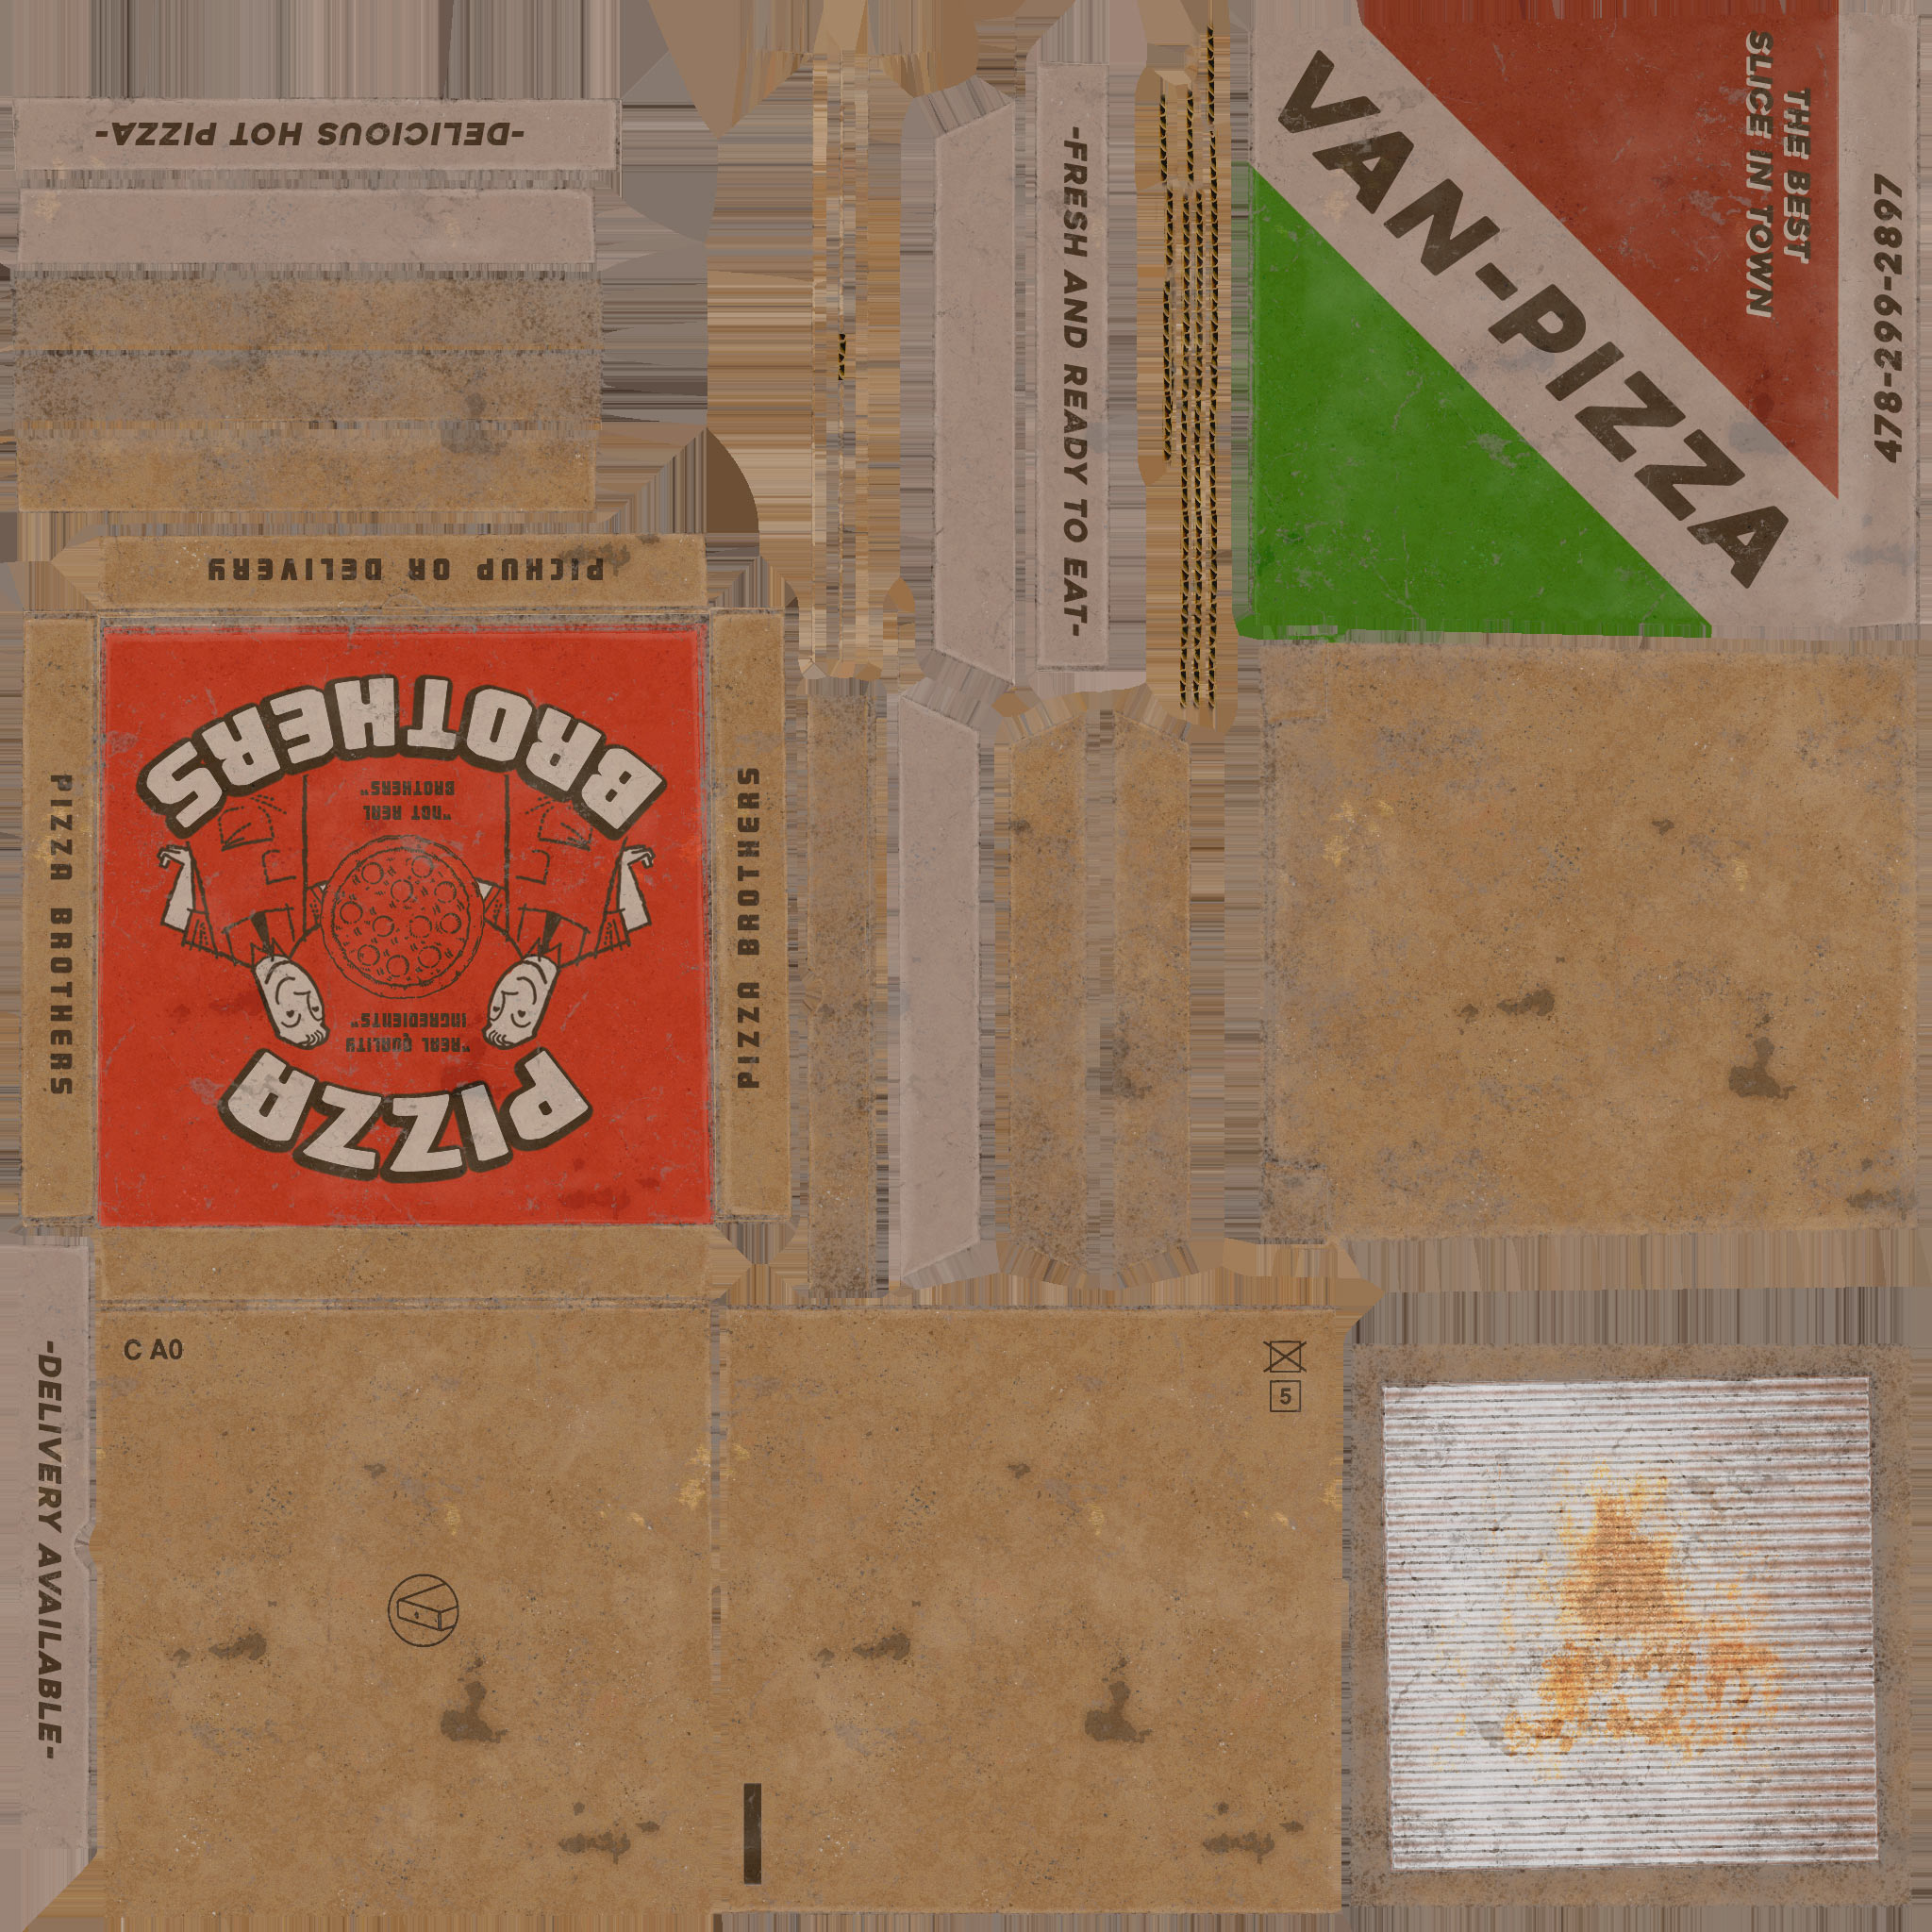 -DELICIOUS HOT PIZZA-
-FRESH AND READY TO EAT-
VAN-PIZZA
THE BEST
SLICE IN TOWN
478-299-2897
PICKUP OR DELIVERY
PIZZA BROTHERS
PIZZA
"REAL QUALITY
INGREDIENTS"
"NOT REAL
BROTHERS"
BROTHERS
PIZZA BROTHERS
-DELIVERY AVAILABLE-
C A0
5